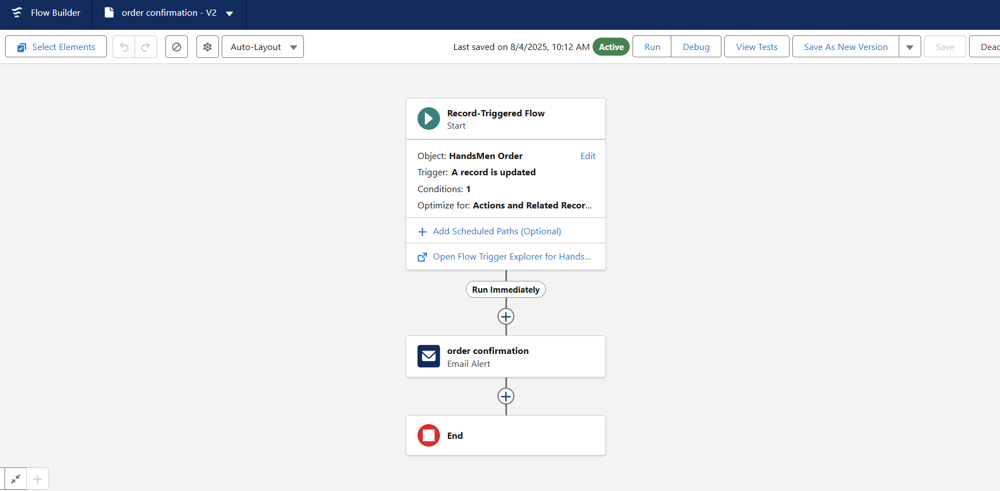 Flow Builder
order confirmation - V2
Select Elements
Auto-Layout
Last saved on 8/4/2025, 10:12 AM
Active
Run
Debug
View Tests
Save As New Version
Save
Deac
Record-Triggered Flow
Start
Object: HandsMen Order
Edit
Trigger: A record is updated
Conditions: 1
Optimize for: Actions and Related Recor...
Add Scheduled Paths (Optional)
Open Flow Trigger Explorer for Hands...
Run Immediately
order confirmation
Email Alert
End